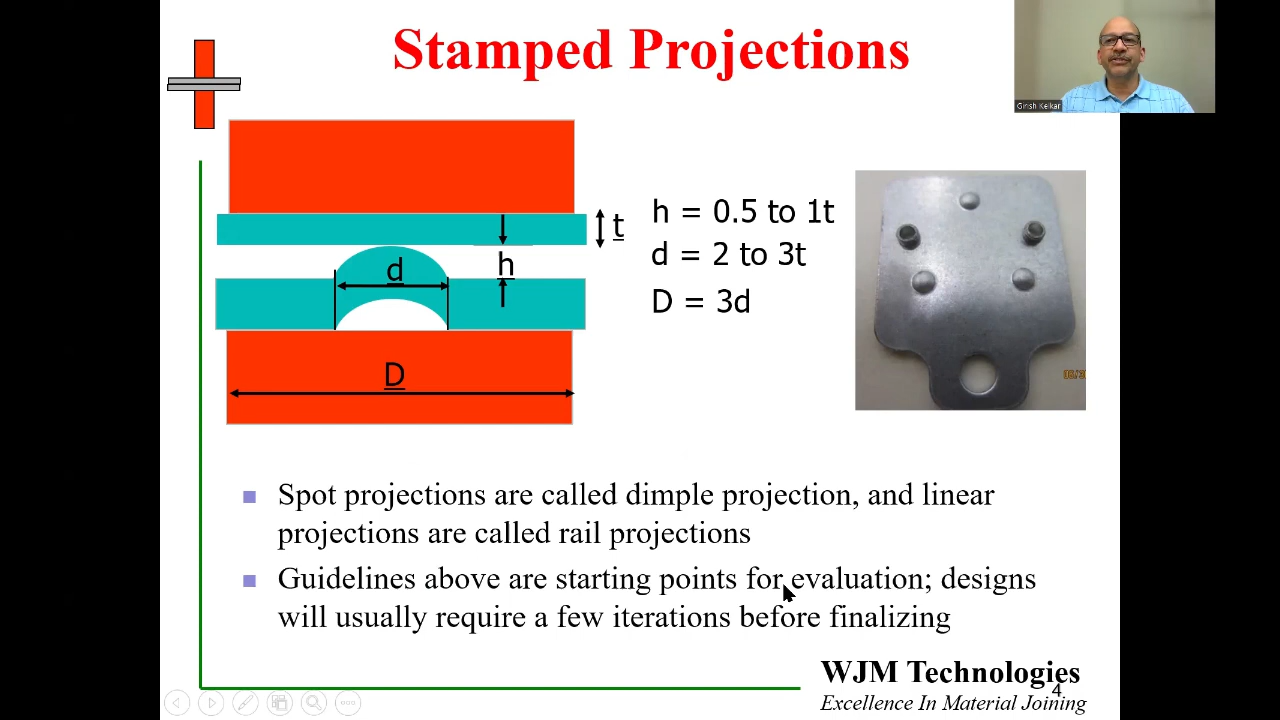 Stamped Projections
Girish Kelkar
t
h = 0.5 to 1t
d
h
d = 2 to 3t
D = 3d
D
Spot projections are called dimple projection, and linear
projections are called rail projections
Guidelines above are starting points for evaluation; designs
will usually require a few iterations before finalizing
WJM Technologies
4
Excellence In Material Joining